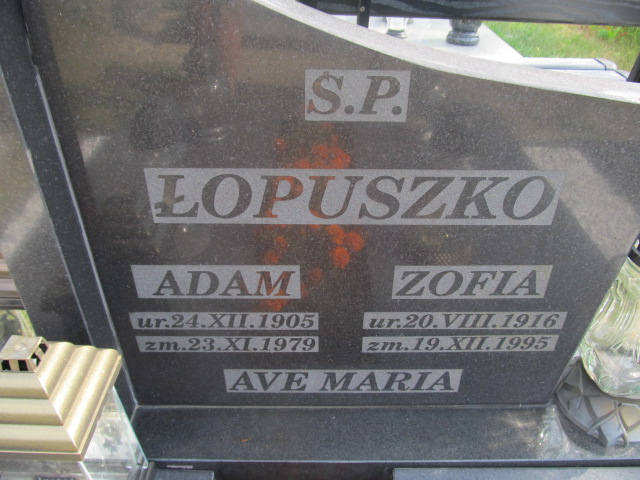 Ś.P.
ŁOPUSZKO
ADAM ZOFIA
ur.24.XII.1905 ur.20.VIII.1916
zm.23.XI.1979 zm.19.XII.1995
AVE MARIA